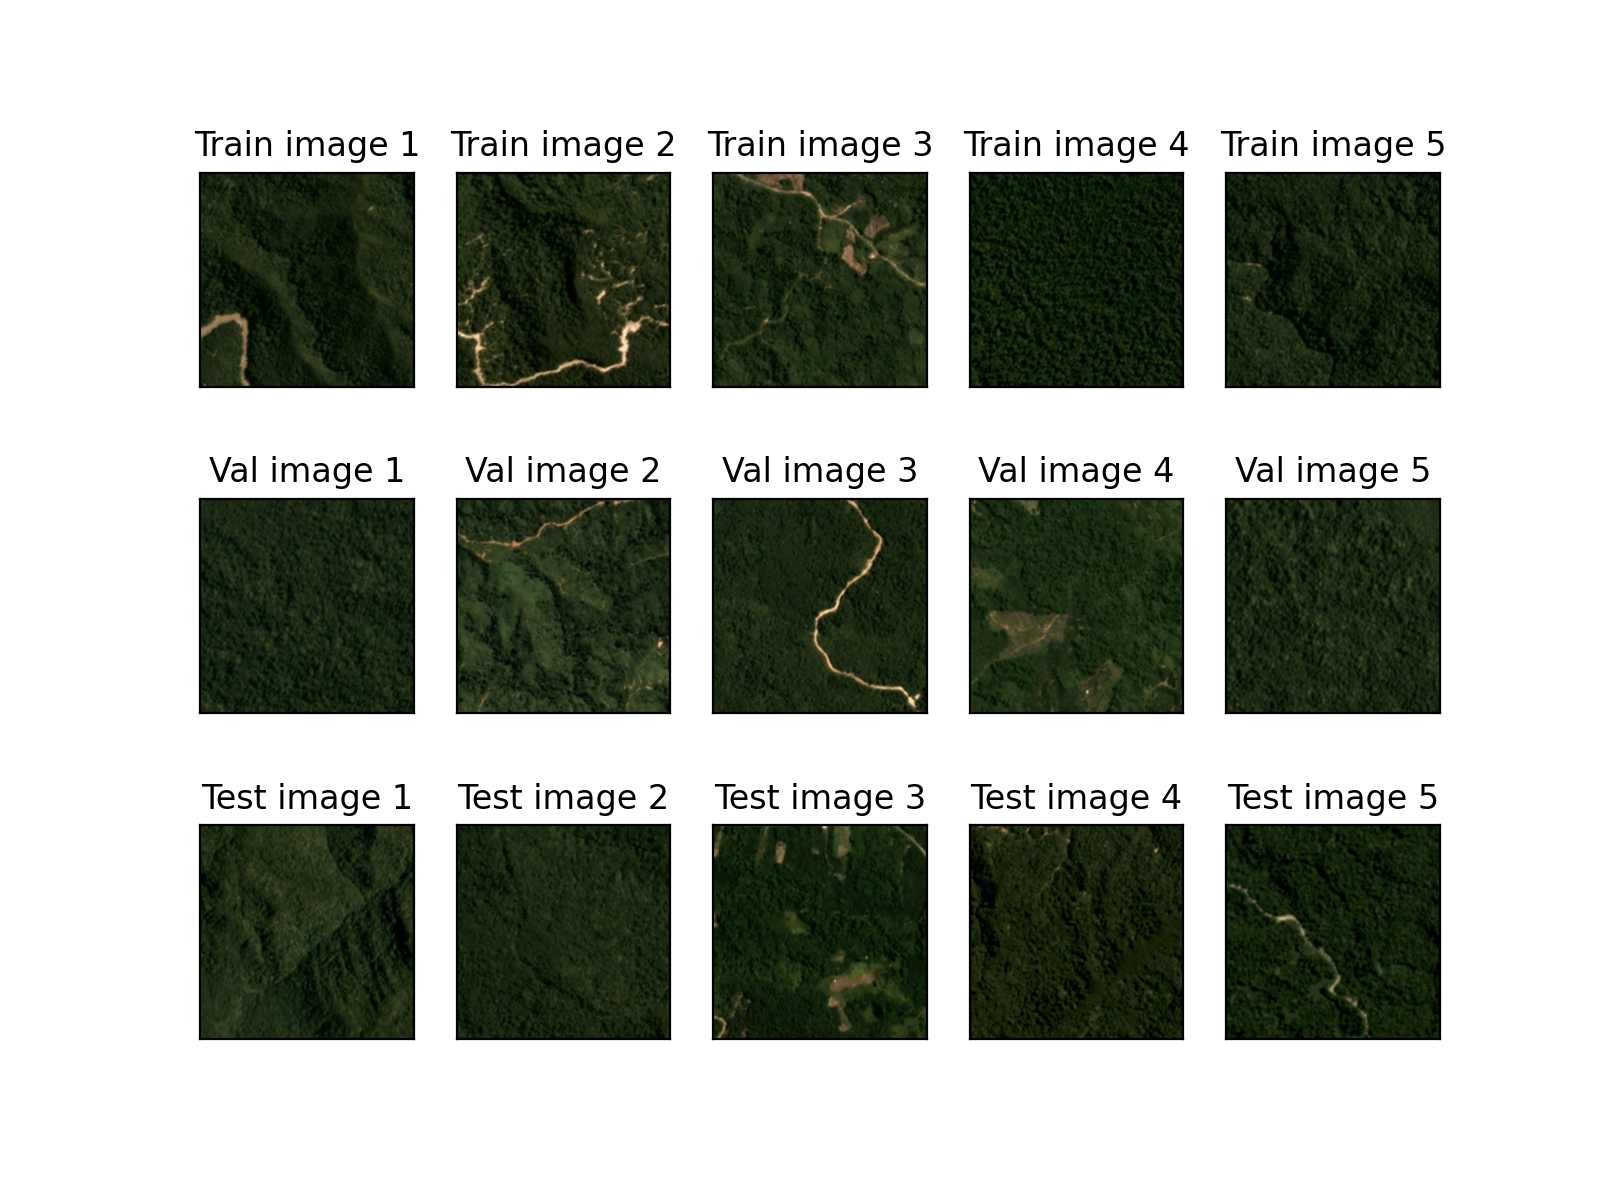 Train image 1
Train image 2
Train image 3
Train image 4
Train image 5
Val image 1
Val image 2
Val image 3
Val image 4
Val image 5
Test image 1
Test image 2
Test image 3
Test image 4
Test image 5